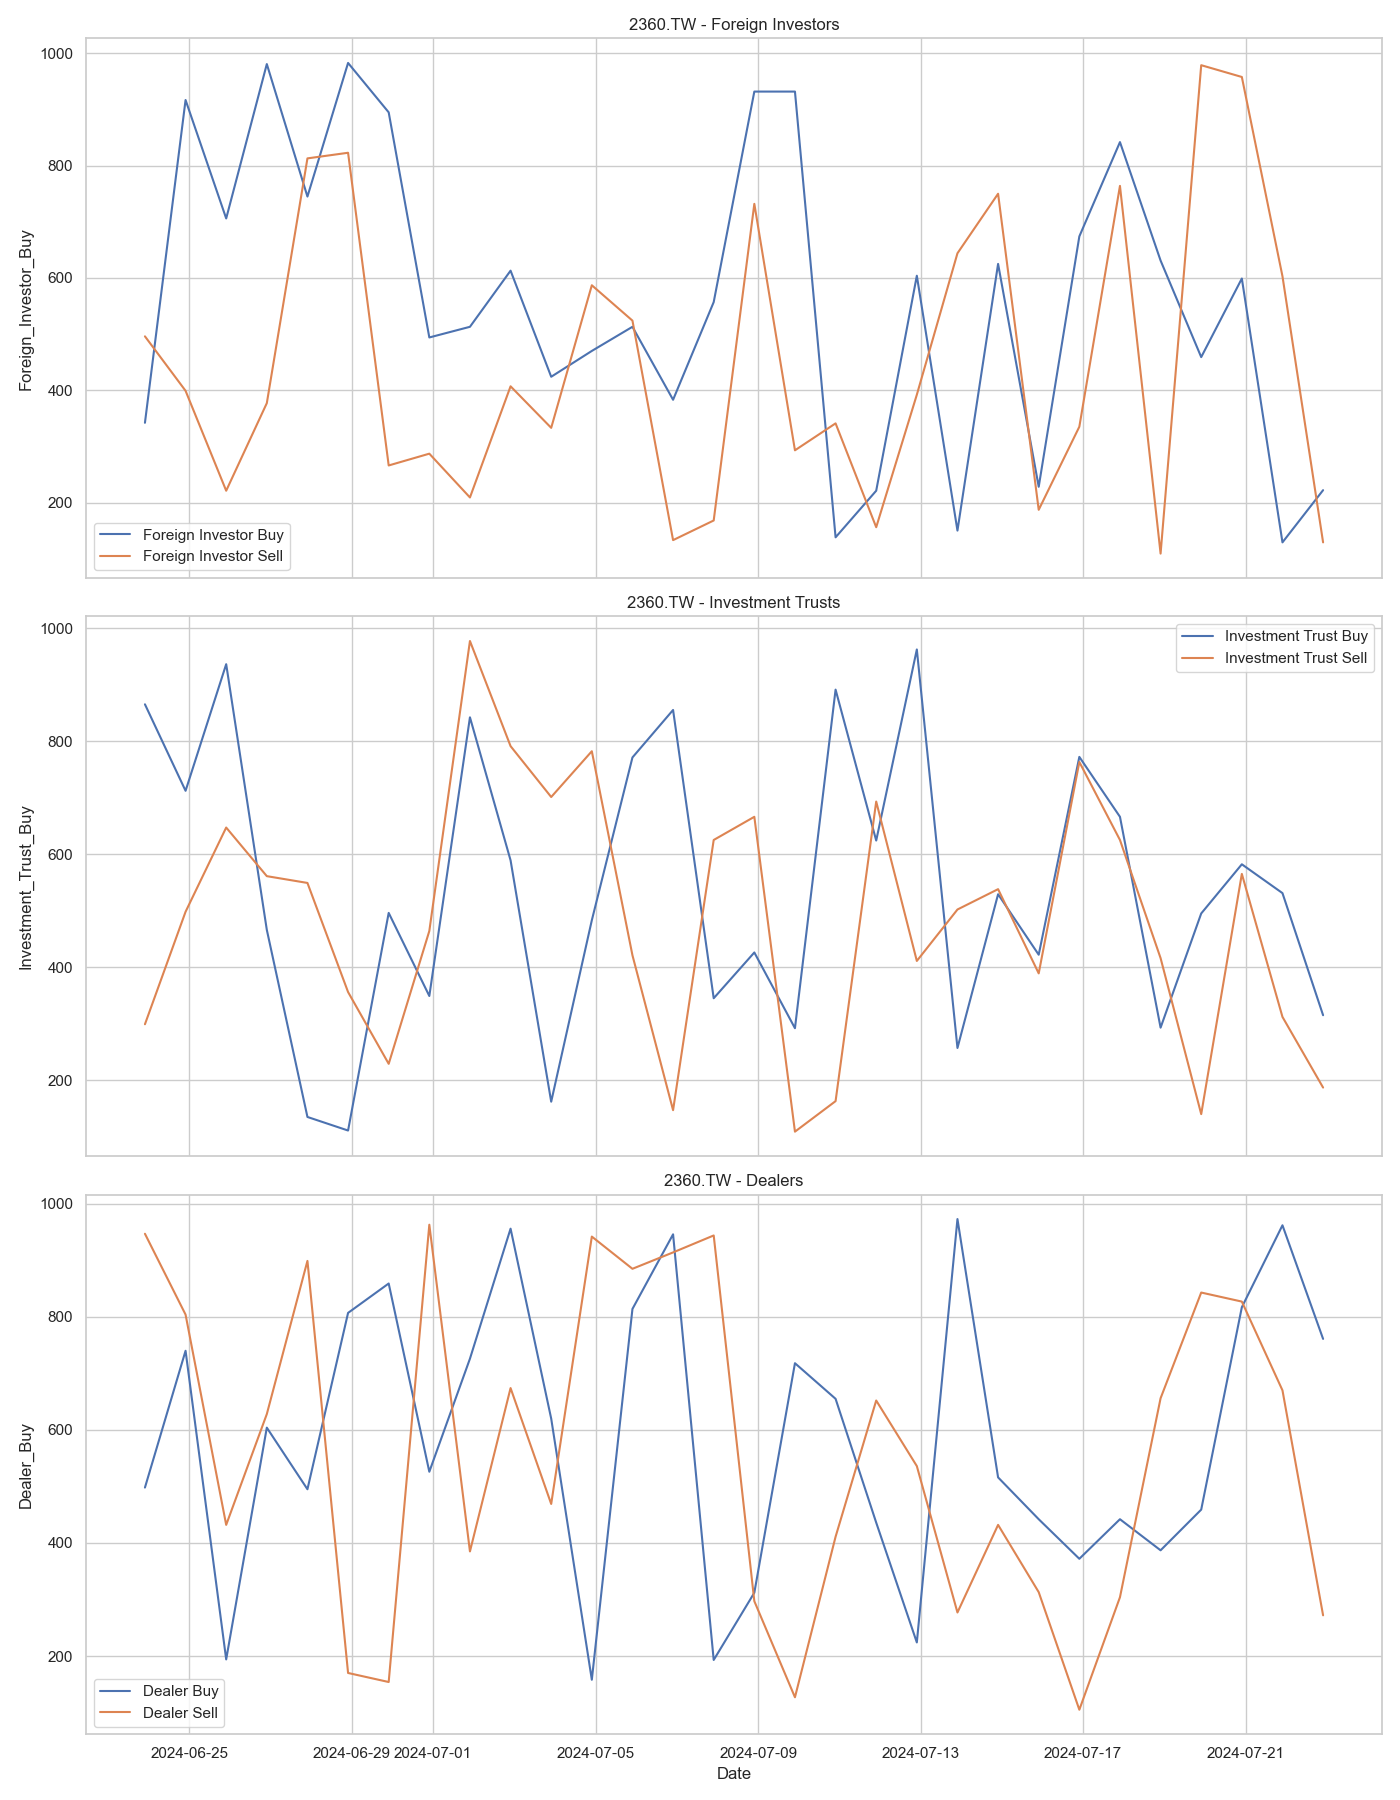 2360.TW - Foreign Investors
1000
800
600
400
200
Foreign_Investor_Buy
Foreign Investor Buy
Foreign Investor Sell
2360.TW - Investment Trusts
1000
800
600
400
200
Investment_Trust_Buy
Investment Trust Buy
Investment Trust Sell
2360.TW - Dealers
1000
800
600
400
200
Dealer_Buy
Dealer Buy
Dealer Sell
2024-06-25 2024-06-29 2024-07-01 2024-07-05 2024-07-09 2024-07-13 2024-07-17 2024-07-21
Date